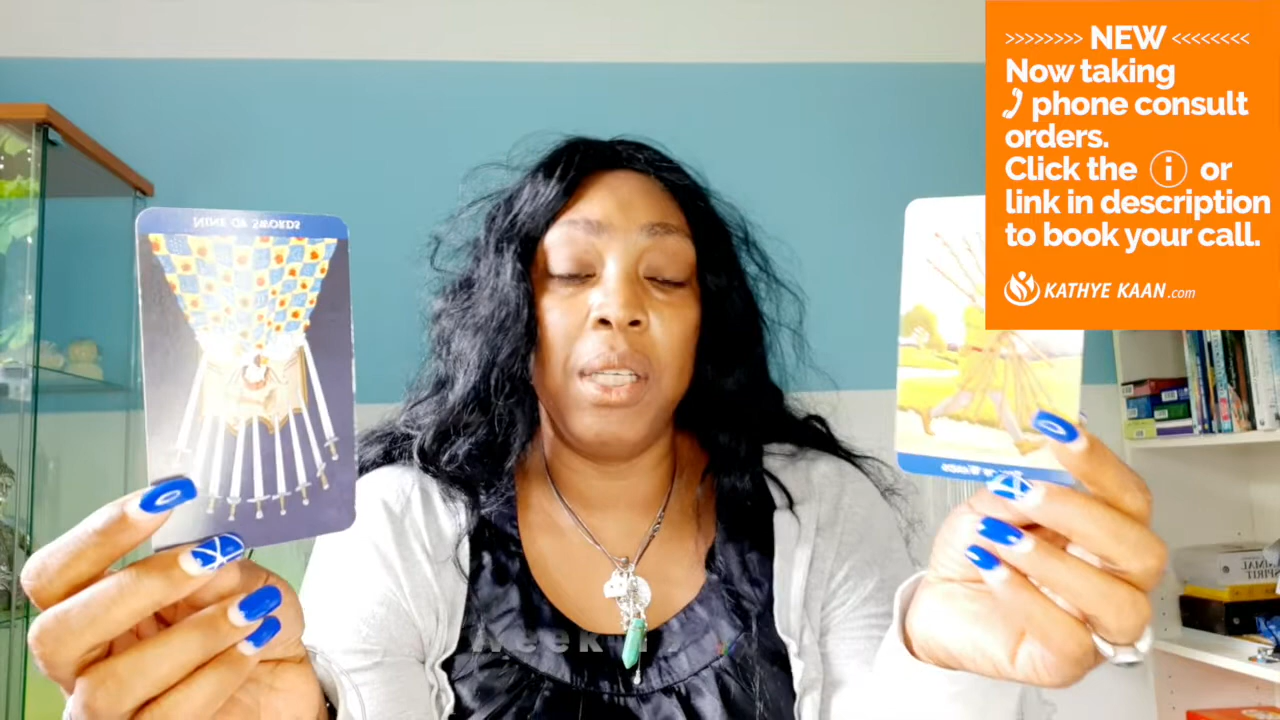 >>>>>>>> NEW <<<<<<<<
Now taking
phone consult
orders.
Click the i or
link in description
to book your call.
KATHYE KAAN.com
NINE OF SWORDS
Week